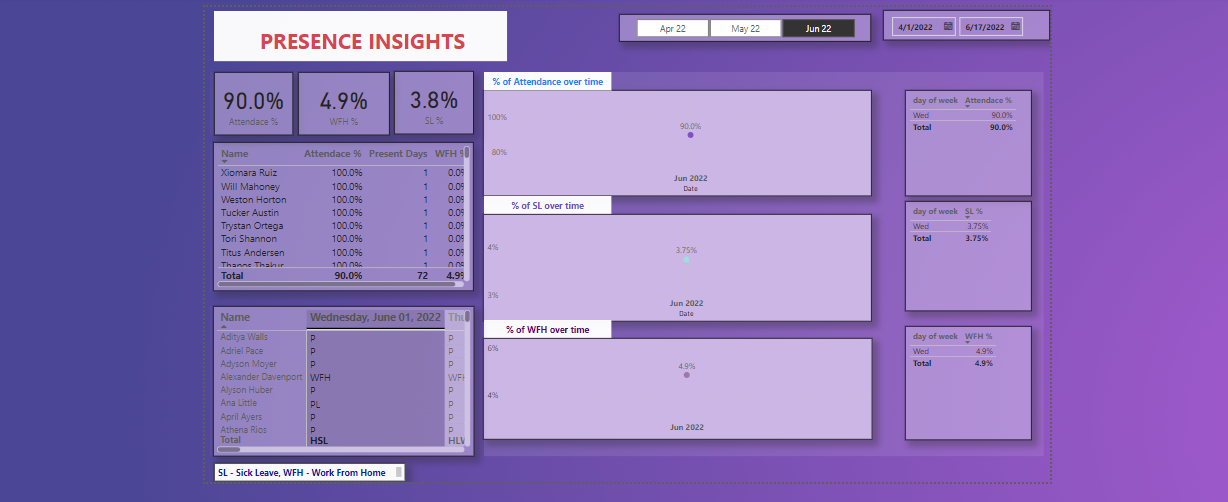 PRESENCE INSIGHTS
Apr 22 May 22 Jun 22
4/1/2022 6/17/2022
90.0%
Attendace %
4.9%
WFH %
3.8%
SL %
Name Attendace % Present Days WFH %
Xiomara Ruiz 100.0% 1 0.0%
Will Mahoney 100.0% 1 0.0%
Weston Horton 100.0% 1 0.0%
Tucker Austin 100.0% 1 0.0%
Trystan Ortega 100.0% 1 0.0%
Tori Shannon 100.0% 1 0.0%
Titus Andersen 100.0% 1 0.0%
Thanos Thakur 100.0% 1 0.0%
Total 90.0% 72 4.9%
Name Wednesday, June 01, 2022 Thu
Aditya Walls P P
Adriel Pace P P
Adyson Moyer P P
Alexander Davenport WFH WFH
Alyson Huber P P
Ana Little PL P
April Ayers P P
Athena Rios P P
Total HSL HLW
SL - Sick Leave, WFH - Work From Home
% of Attendance over time
100%
80%
90.0%
Jun 2022
Date
% of SL over time
4%
3%
3.75%
Jun 2022
Date
% of WFH over time
6%
4%
4.9%
Jun 2022
day of week Attendace %
Wed 90.0%
Total 90.0%
day of week SL %
Wed 3.75%
Total 3.75%
day of week WFH %
Wed 4.9%
Total 4.9%